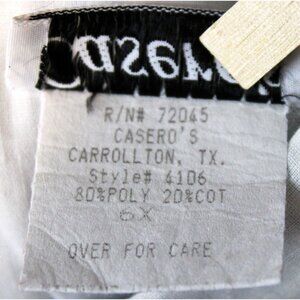 Casero's
R/N# 72045
CASERO'S
CARROLLTON, TX.
Style# 4106
80%POLY 20%COT
6X
OVER FOR CARE